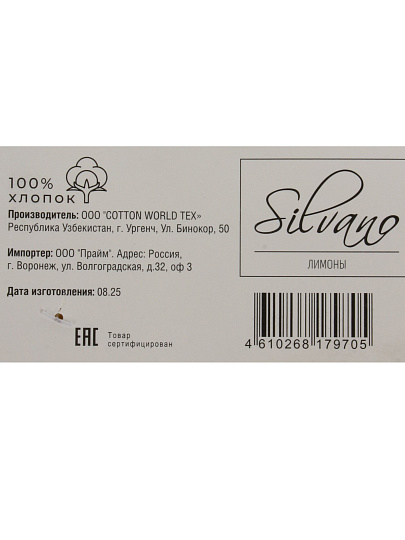 100%
ХЛОПОК
Производитель: ООО "COTTON WORLD TEX»
Республика Узбекистан, г. Ургенч, Ул. Бинокор, 50
Импортер: ООО "Прайм". Адрес: Россия,
г. Воронеж, ул. Волгоградская, д.32, оф 3
Дата изготовления: 08.25
ЕАС
Товар
сертифицирован
Silvano
ЛИМОНЫ
4 610268 179705